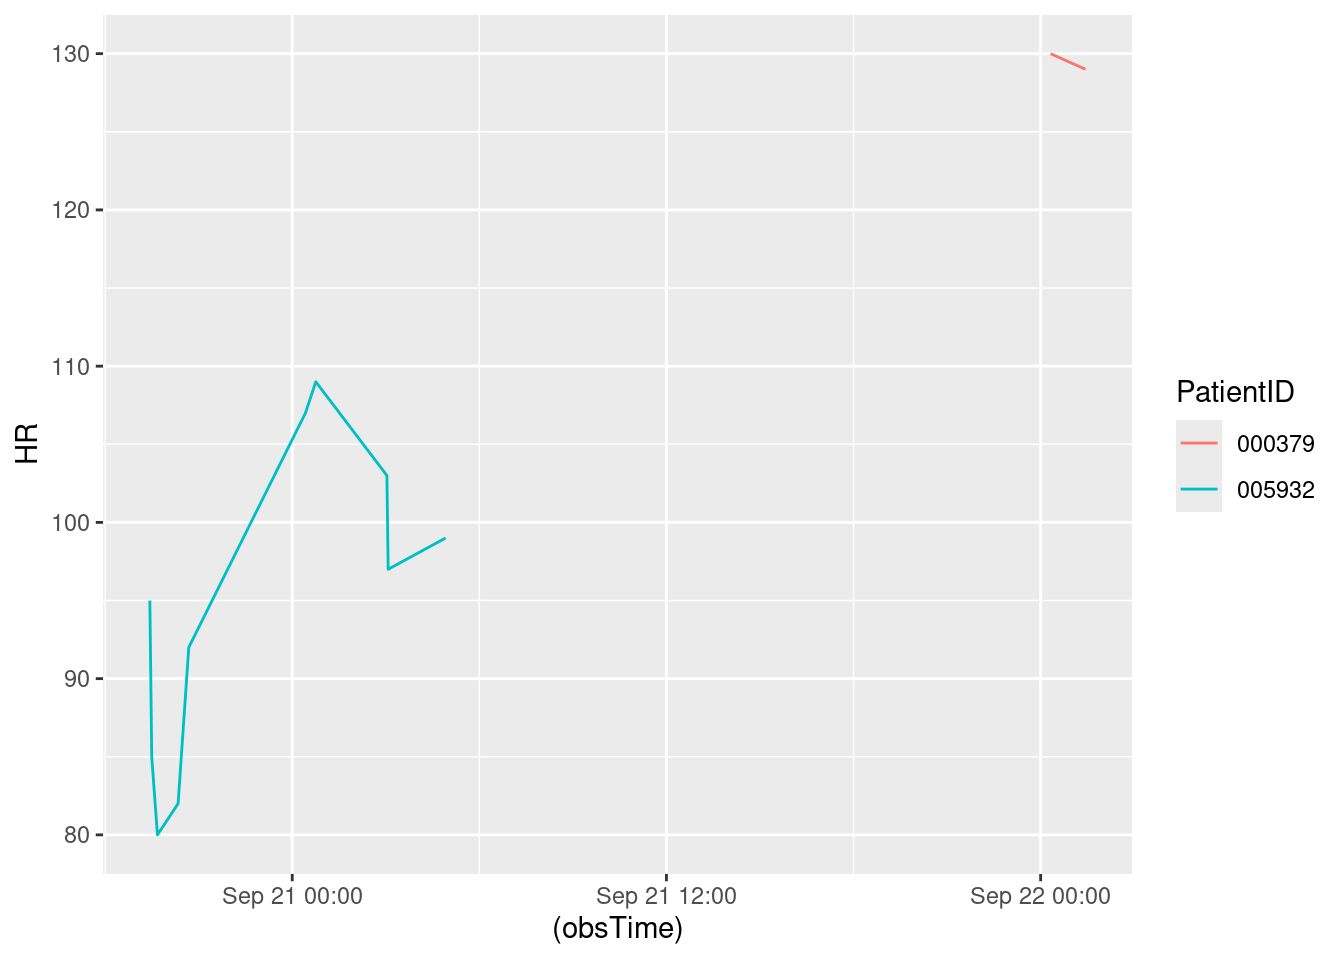 130
120
110
100
90
80
HR
Sep 21 00:00
Sep 21 12:00
Sep 22 00:00
(obsTime)
PatientID
000379
005932